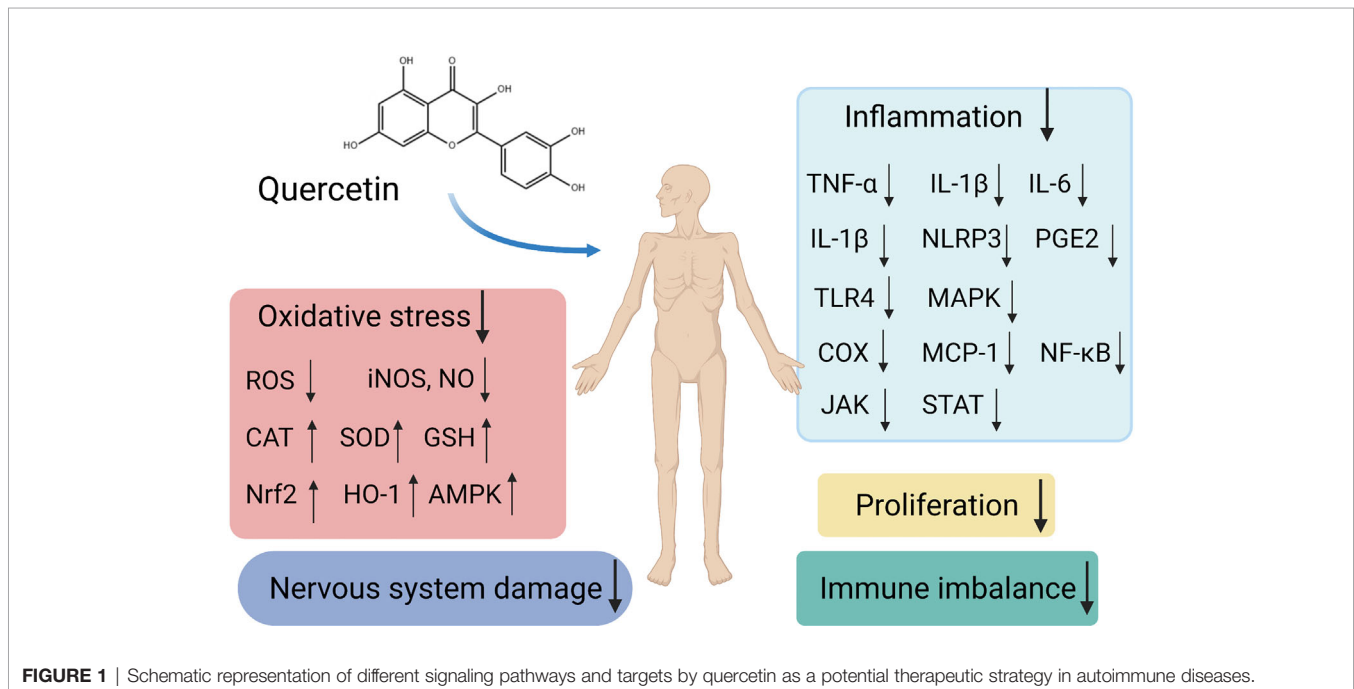 OH
O
OH
HO
O
OH
OH
Quercetin
Inflammation
TNF-α IL-1β IL-6
IL-1β NLRP3 PGE2
TLR4 MAPK
COX MCP-1 NF-κB
JAK STAT
Oxidative stress
ROS iNOS, NO
CAT SOD GSH
Nrf2 HO-1 AMPK
Proliferation
Nervous system damage
Immune imbalance
FIGURE 1 | Schematic representation of different signaling pathways and targets by quercetin as a potential therapeutic strategy in autoimmune diseases.